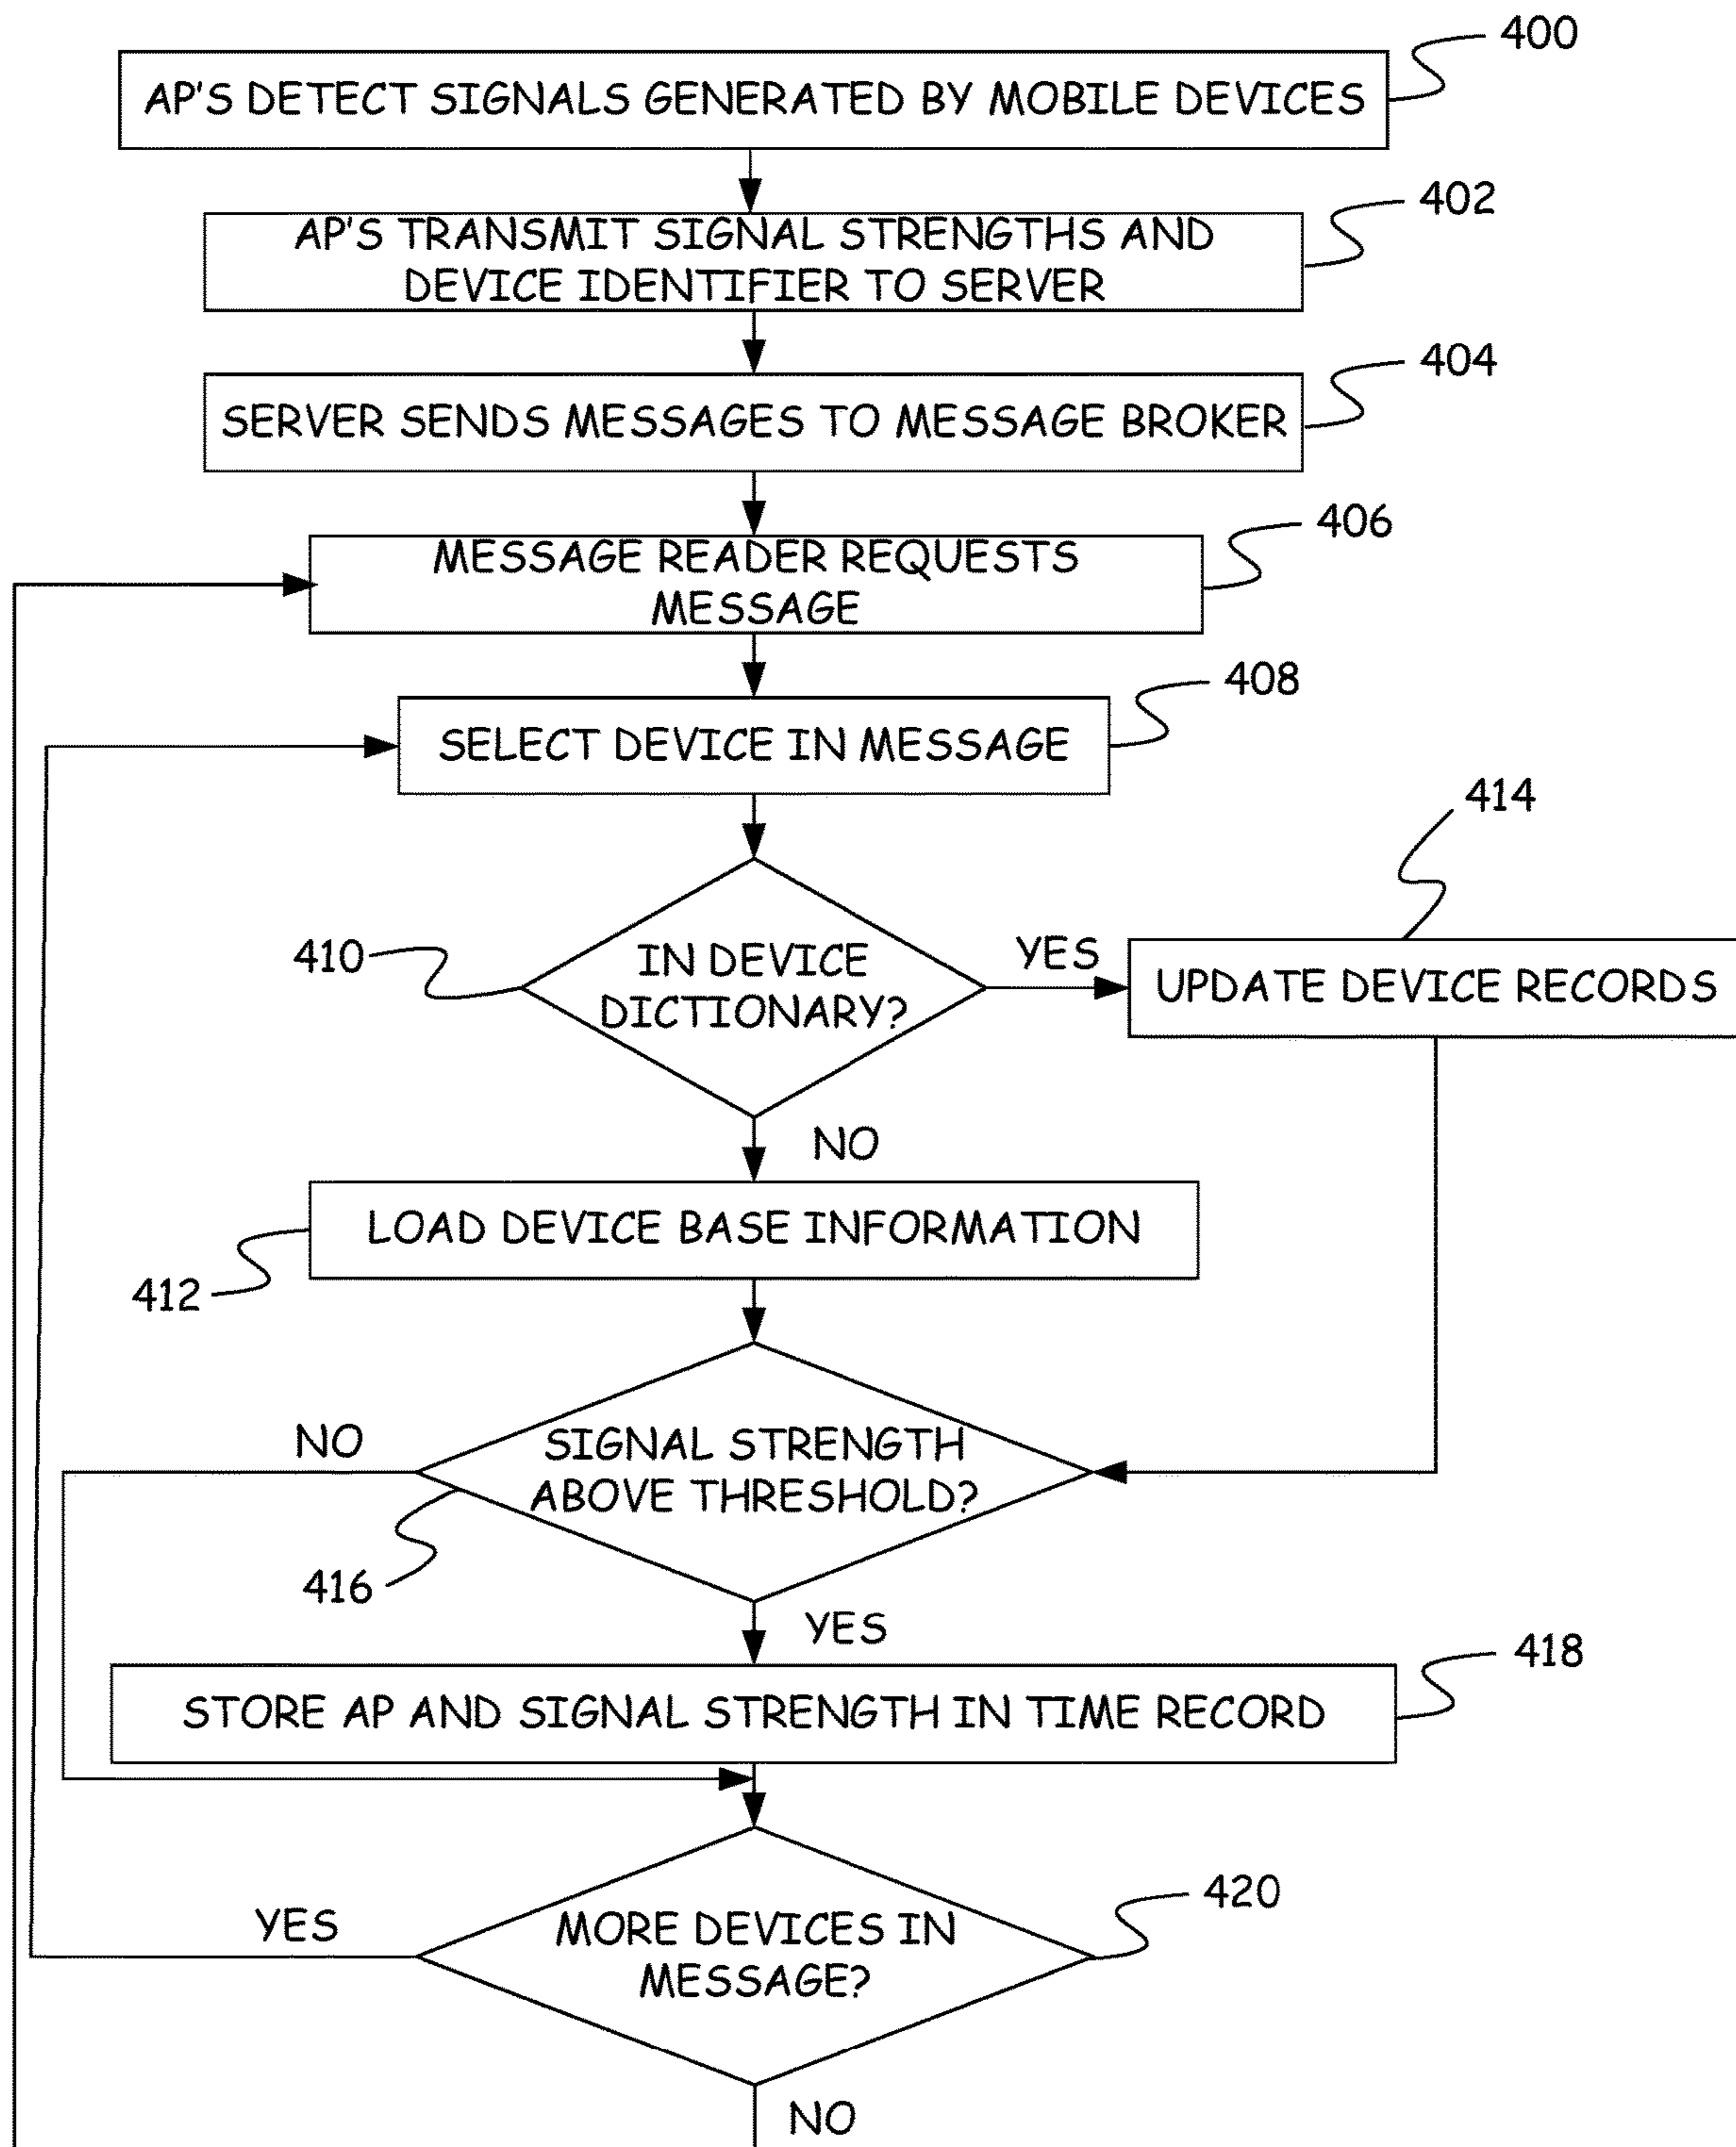 400
AP'S DETECT SIGNALS GENERATED BY MOBILE DEVICES
402
AP'S TRANSMIT SIGNAL STRENGTHS AND
DEVICE IDENTIFIER TO SERVER
404
SERVER SENDS MESSAGES TO MESSAGE BROKER
406
MESSAGE READER REQUESTS
MESSAGE
408
SELECT DEVICE IN MESSAGE
414
410
IN DEVICE
DICTIONARY?
YES
UPDATE DEVICE RECORDS
NO
LOAD DEVICE BASE INFORMATION
412
NO
SIGNAL STRENGTH
ABOVE THRESHOLD?
416
YES
418
STORE AP AND SIGNAL STRENGTH IN TIME RECORD
420
YES
MORE DEVICES IN
MESSAGE?
NO